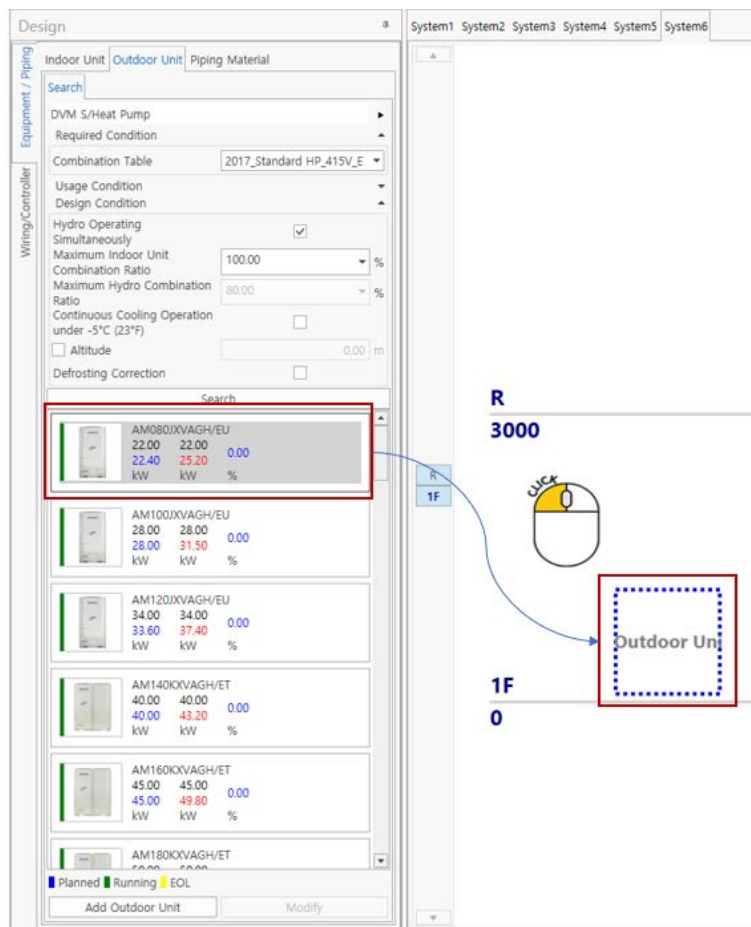 Design
System1 System2 System3 System4 System5 System6
Equipment / Piping
Wiring/Controller
Indoor Unit Outdoor Unit Piping Material
Search
DVM S/Heat Pump
Required Condition
Combination Table 2017_Standard HP_415V_E
Usage Condition
Design Condition
Hydro Operating
Simultaneously
Maximum Indoor Unit
Combination Ratio 100.00 %
Maximum Hydro Combination
Ratio 80.00 %
Continuous Cooling Operation
under -5°C (23°F)
Altitude 0.00 m
Defrosting Correction
Search
AM080JXVAGH/EU
22.00 22.00
22.40 25.20 0.00
kW kW %
AM100JXVAGH/EU
28.00 28.00
28.00 31.50 0.00
kW kW %
AM120JXVAGH/EU
34.00 34.00
33.60 37.40 0.00
kW kW %
AM140KXVAGH/ET
40.00 40.00
40.00 43.20 0.00
kW kW %
AM160KXVAGH/ET
45.00 45.00
45.00 49.80 0.00
kW kW %
AM180KXVAGH/ET
Planned Running EOL
Add Outdoor Unit Modify
R
1F
R
3000
CLICK
Outdoor Uni
1F
0